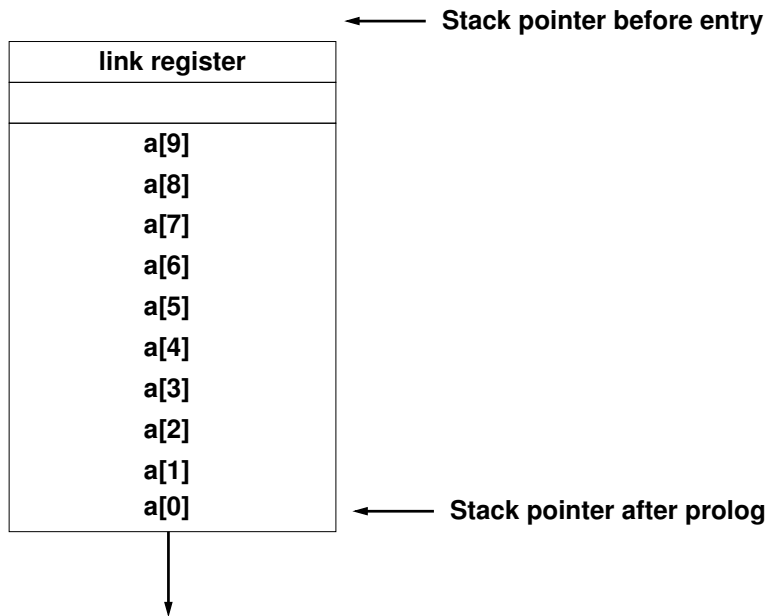 Stack pointer before entry
link register
a[9]
a[8]
a[7]
a[6]
a[5]
a[4]
a[3]
a[2]
a[1]
a[0]
Stack pointer after prolog